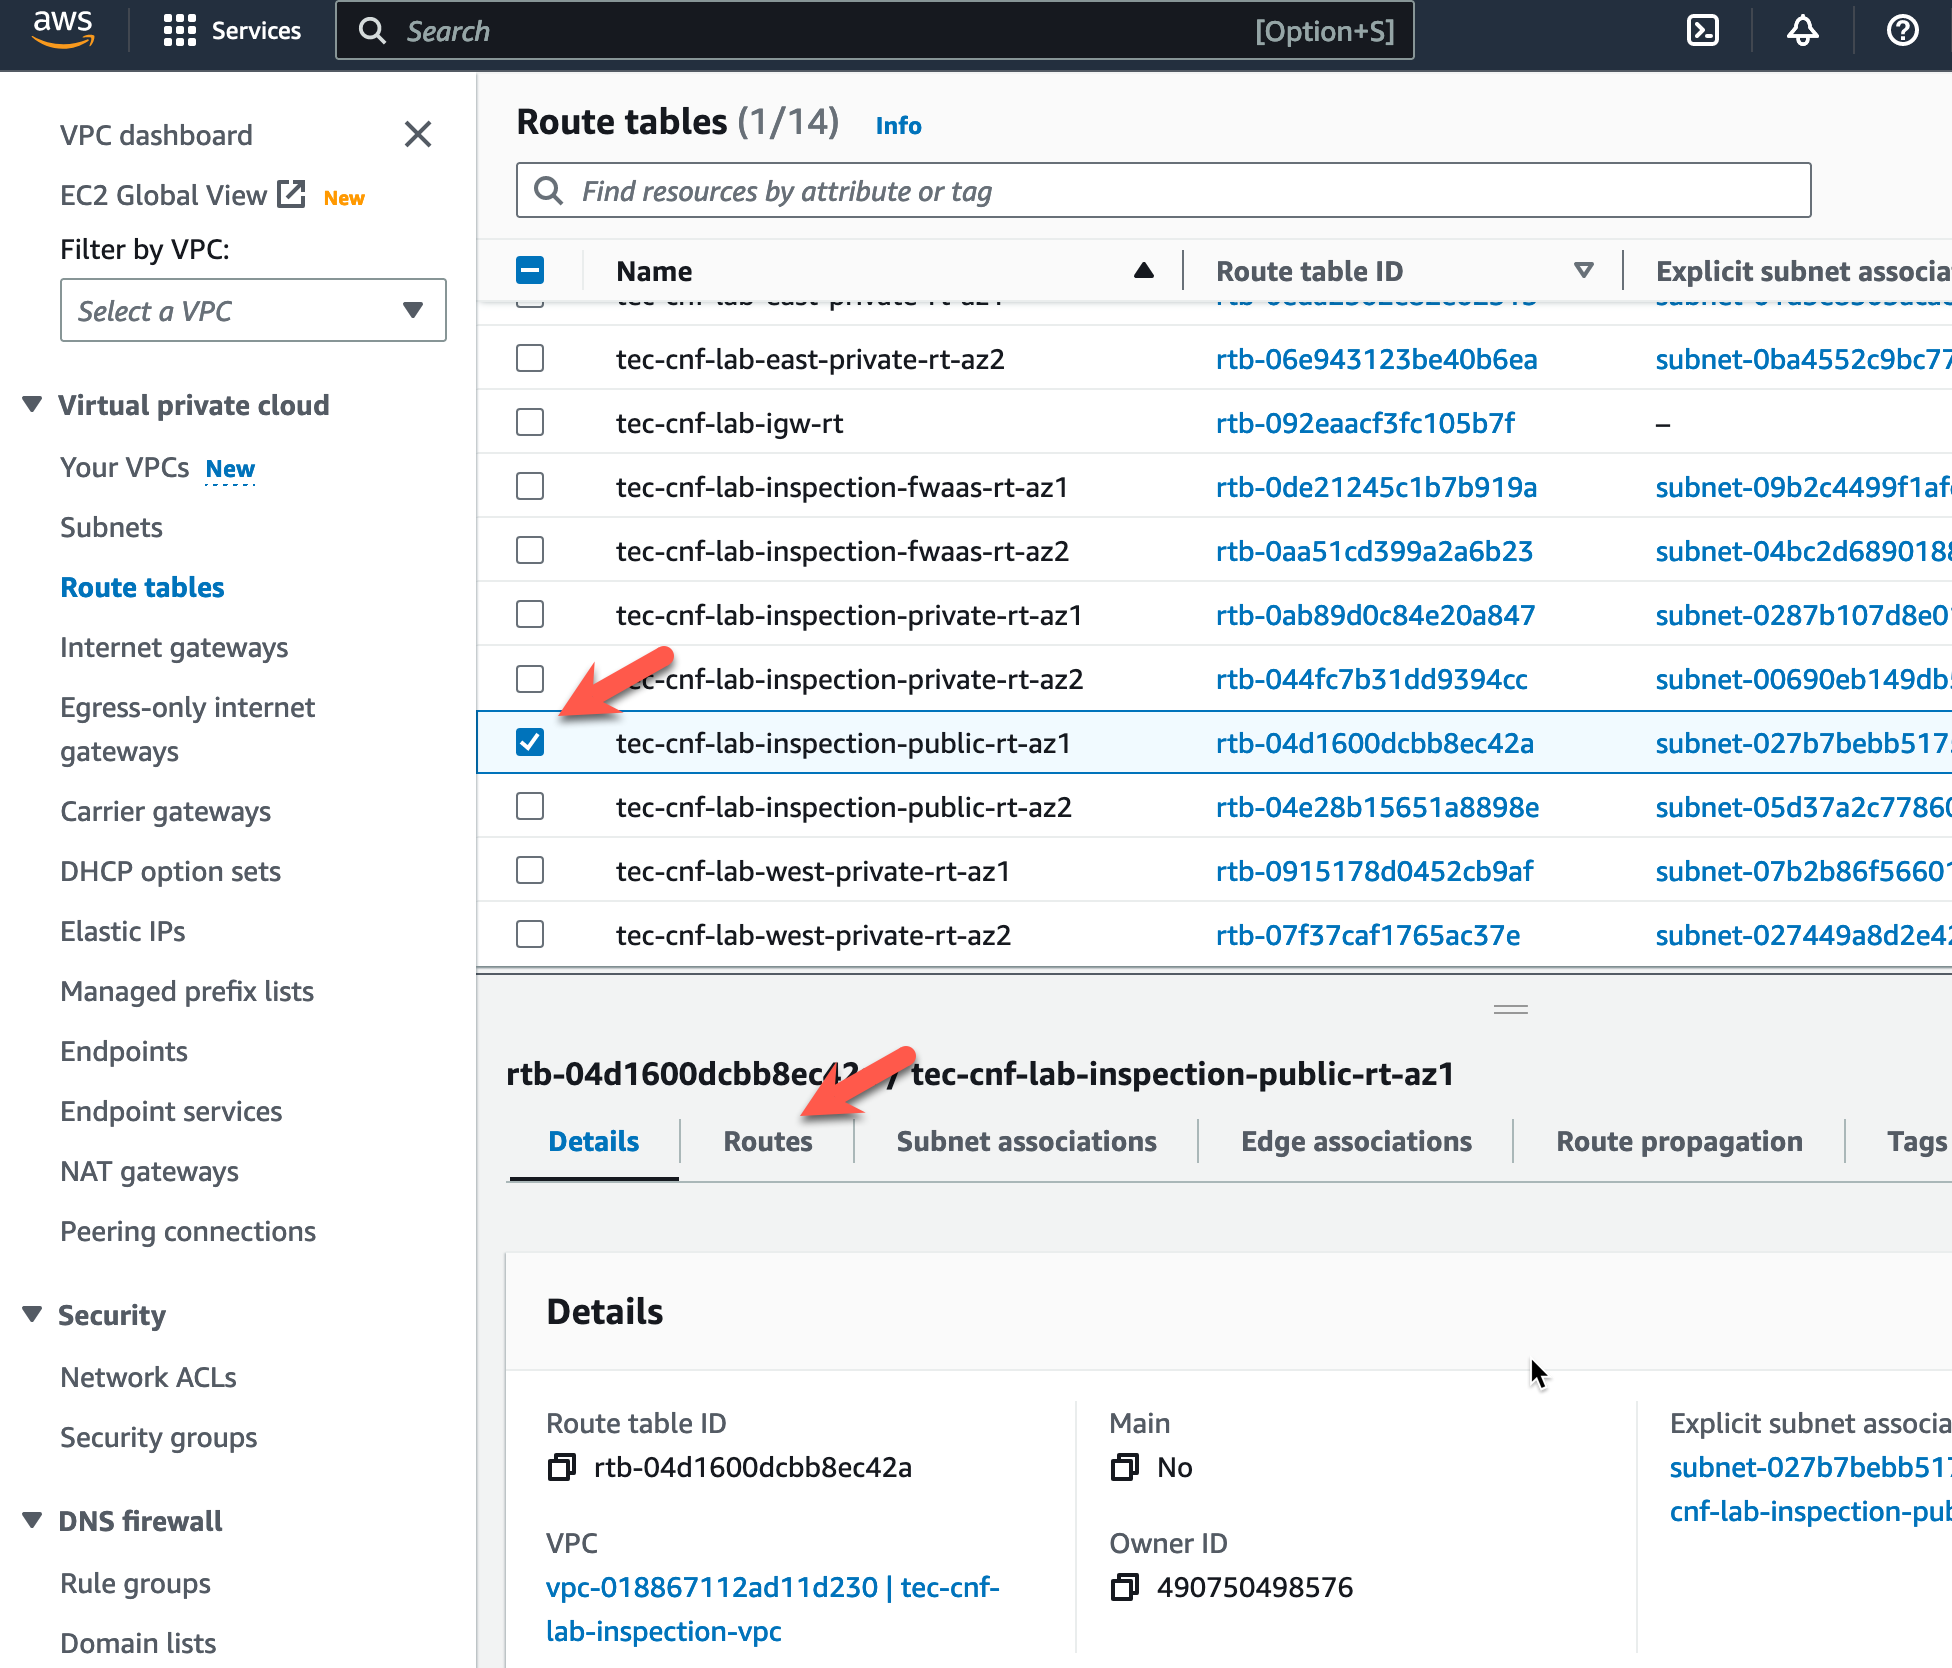 aws
Services
Search
[Option+S]
VPC dashboard
EC2 Global View New
Filter by VPC:
Select a VPC
Virtual private cloud
Your VPCs New
Subnets
Route tables
Internet gateways
Egress-only internet
gateways
Carrier gateways
DHCP option sets
Elastic IPs
Managed prefix lists
Endpoints
Endpoint services
NAT gateways
Peering connections
Security
Network ACLs
Security groups
DNS firewall
Rule groups
Domain lists
Route tables (1/14) Info
Find resources by attribute or tag
Name Route table ID Explicit subnet associa
tec-cnf-lab-east-private-rt-az2 rtb-06e943123be40b6ea subnet-0ba4552c9bc77
tec-cnf-lab-igw-rt rtb-092eaacf3fc105b7f –
tec-cnf-lab-inspection-fwaas-rt-az1 rtb-0de21245c1b7b919a subnet-09b2c4499f1af
tec-cnf-lab-inspection-fwaas-rt-az2 rtb-0aa51cd399a2a6b23 subnet-04bc2d6890188
tec-cnf-lab-inspection-private-rt-az1 rtb-0ab89d0c84e20a847 subnet-0287b107d8e0
-cnf-lab-inspection-private-rt-az2 rtb-044fc7b31dd9394cc subnet-00690eb149db
tec-cnf-lab-inspection-public-rt-az1 rtb-04d1600dcbb8ec42a subnet-027b7bebb517
tec-cnf-lab-inspection-public-rt-az2 rtb-04e28b15651a8898e subnet-05d37a2c7786
tec-cnf-lab-west-private-rt-az1 rtb-0915178d0452cb9af subnet-07b2b86f5660
tec-cnf-lab-west-private-rt-az2 rtb-07f37caf1765ac37e subnet-027449a8d2e4
rtb-04d1600dcbb8ec42 / tec-cnf-lab-inspection-public-rt-az1
Details Routes Subnet associations Edge associations Route propagation Tags
Details
Route table ID
rtb-04d1600dcbb8ec42a
Main
No
Explicit subnet associa
subnet-027b7bebb517
cnf-lab-inspection-pub
VPC
vpc-018867112ad11d230 | tec-cnf-
lab-inspection-vpc
Owner ID
490750498576